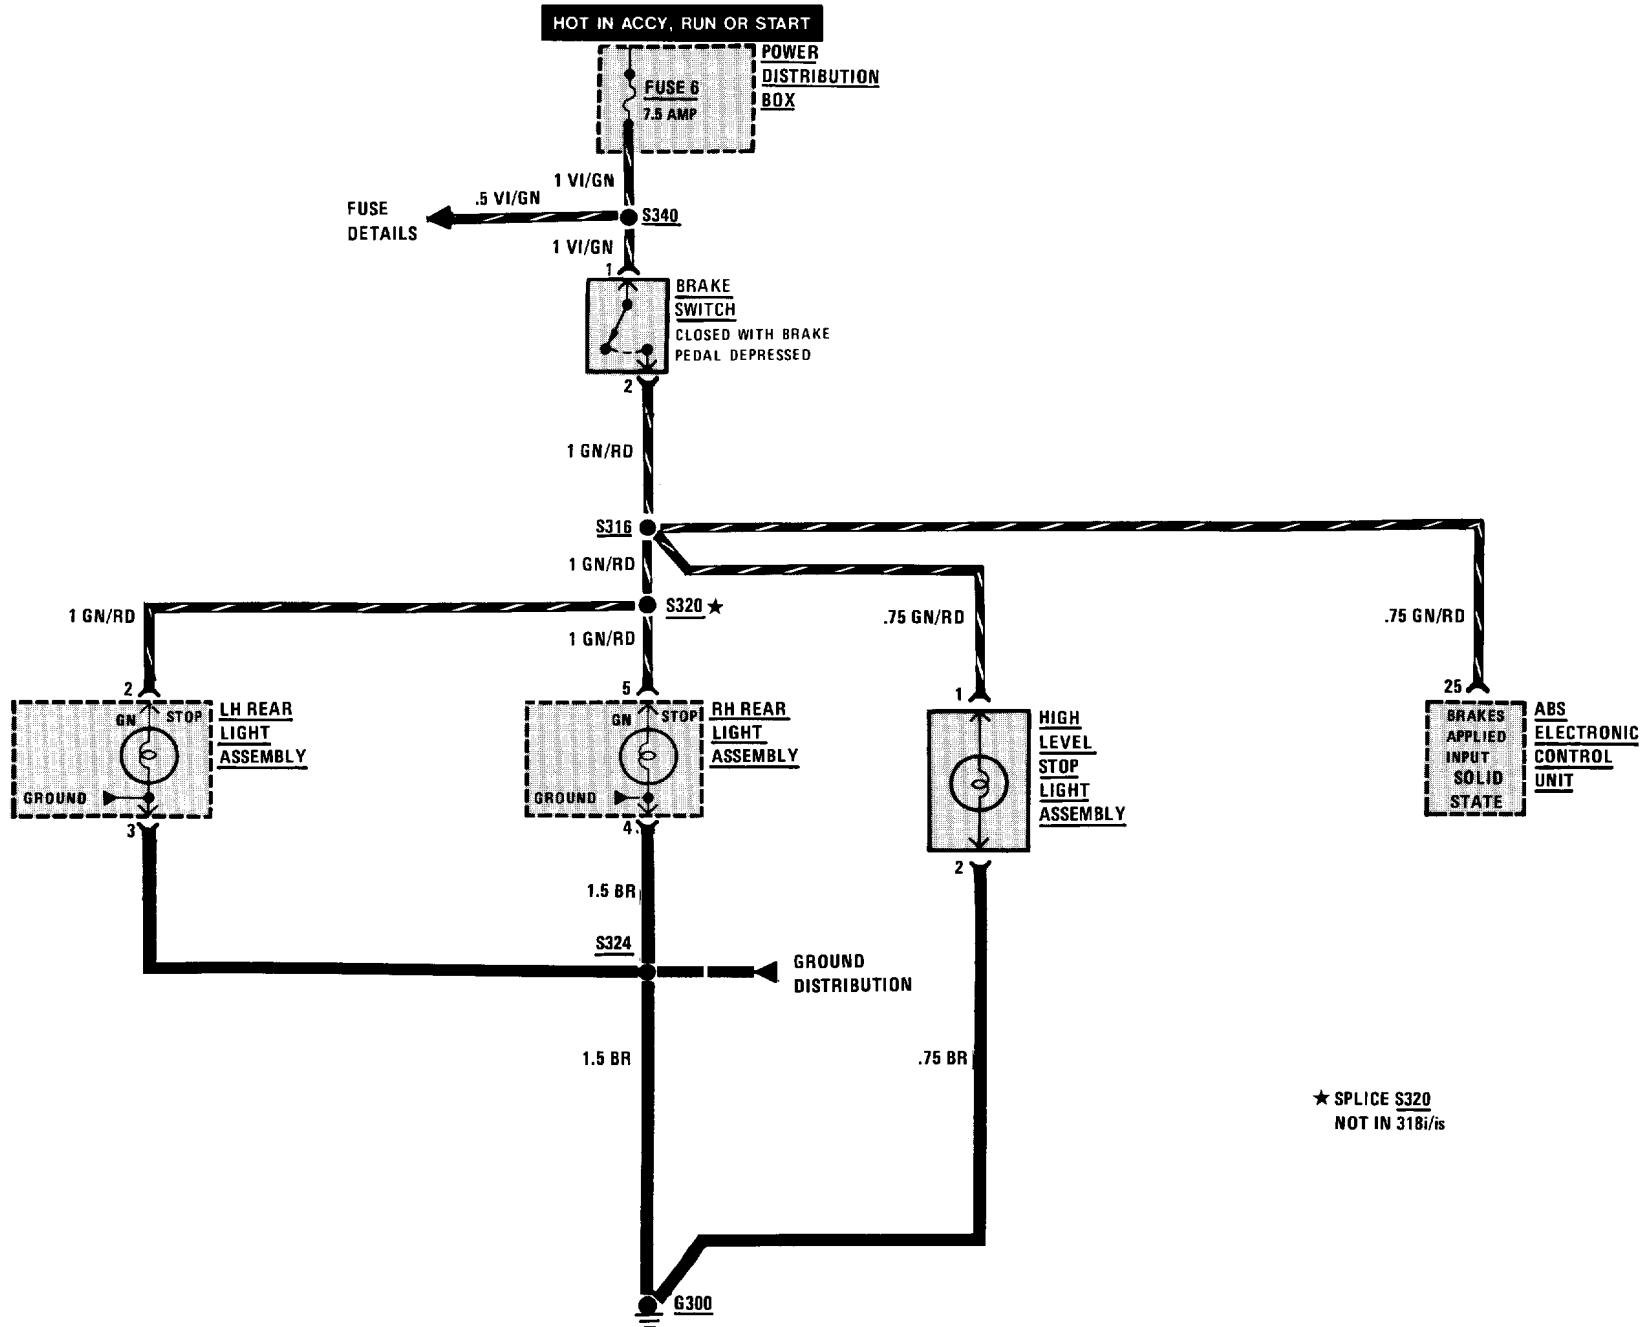 HOT IN ACCY, RUN OR START
POWER
DISTRIBUTION
BOX
FUSE 6
7.5 AMP
1 VI/GN
.5 VI/GN
FUSE
DETAILS
S340
1 VI/GN
1
BRAKE
SWITCH
CLOSED WITH BRAKE
PEDAL DEPRESSED
2
1 GN/RD
S316
1 GN/RD
S320 ★
1 GN/RD
1 GN/RD
.75 GN/RD
.75 GN/RD
2
GN
STOP
LH REAR
LIGHT
ASSEMBLY
GROUND
3
5
GN
STOP
RH REAR
LIGHT
ASSEMBLY
GROUND
4
1
HIGH
LEVEL
STOP
LIGHT
ASSEMBLY
2
25
BRAKES
APPLIED
INPUT
SOLID
STATE
ABS
ELECTRONIC
CONTROL
UNIT
1.5 BR
S324
GROUND
DISTRIBUTION
1.5 BR
.75 BR
★ SPLICE S320
NOT IN 318i/is
G300